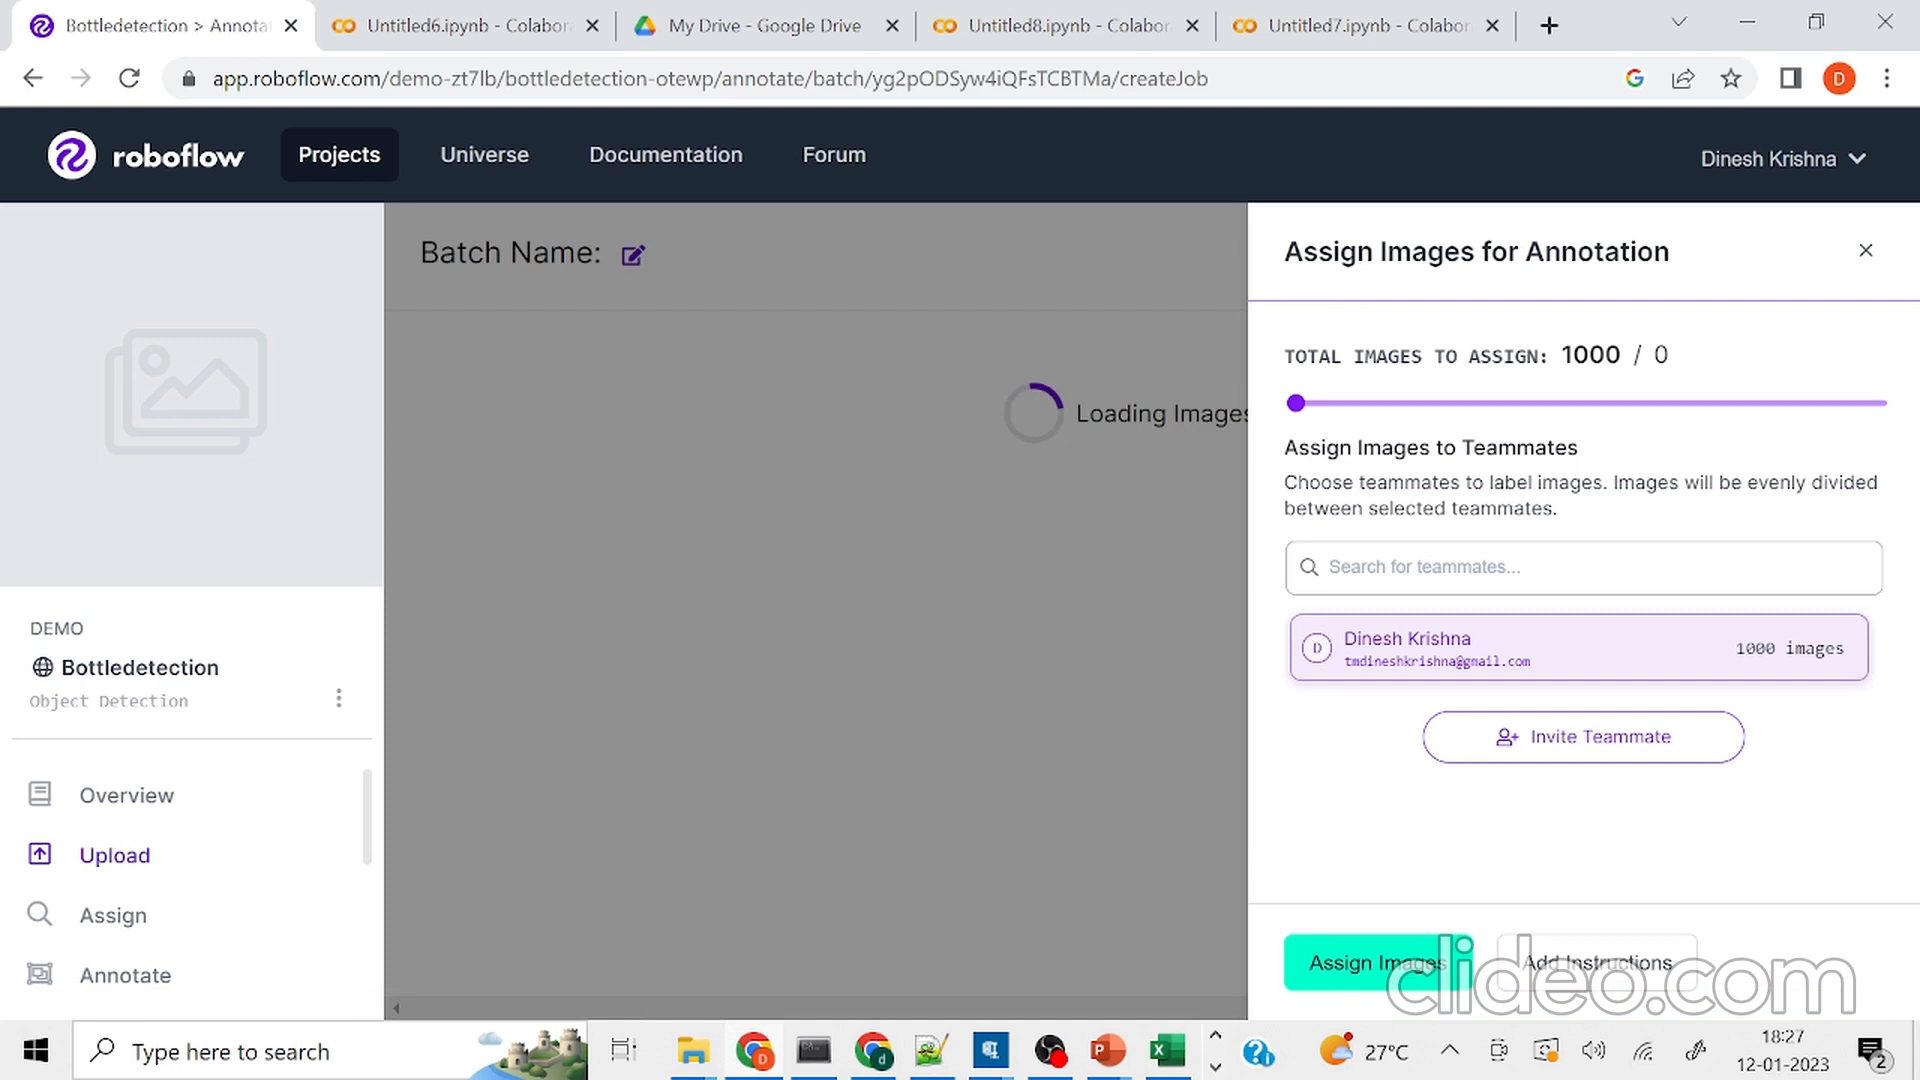 Bottledetection > Annotat
Untitled6.ipynb - Colabor
My Drive - Google Drive
Untitled8.ipynb - Colabor
Untitled7.ipynb - Colabor
app.roboflow.com/demo-zt7lb/bottledetection-otewp/annotate/batch/yg2pODSyw4iQFsTCBTMa/createJob
D
roboflow
Projects
Universe
Documentation
Forum
Dinesh Krishna
Batch Name:
Loading Images
Assign Images for Annotation
TOTAL IMAGES TO ASSIGN: 1000 / 0
Assign Images to Teammates
Choose teammates to label images. Images will be evenly divided
between selected teammates.
Search for teammates...
D
Dinesh Krishna
tmdineshkrishna@gmail.com
1000 images
Invite Teammate
DEMO
Bottledetection
Object Detection
Overview
Upload
Assign
Annotate
Assign Images
Add Instructions
clideo.com
Type here to search
27°C
18:27
12-01-2023
2